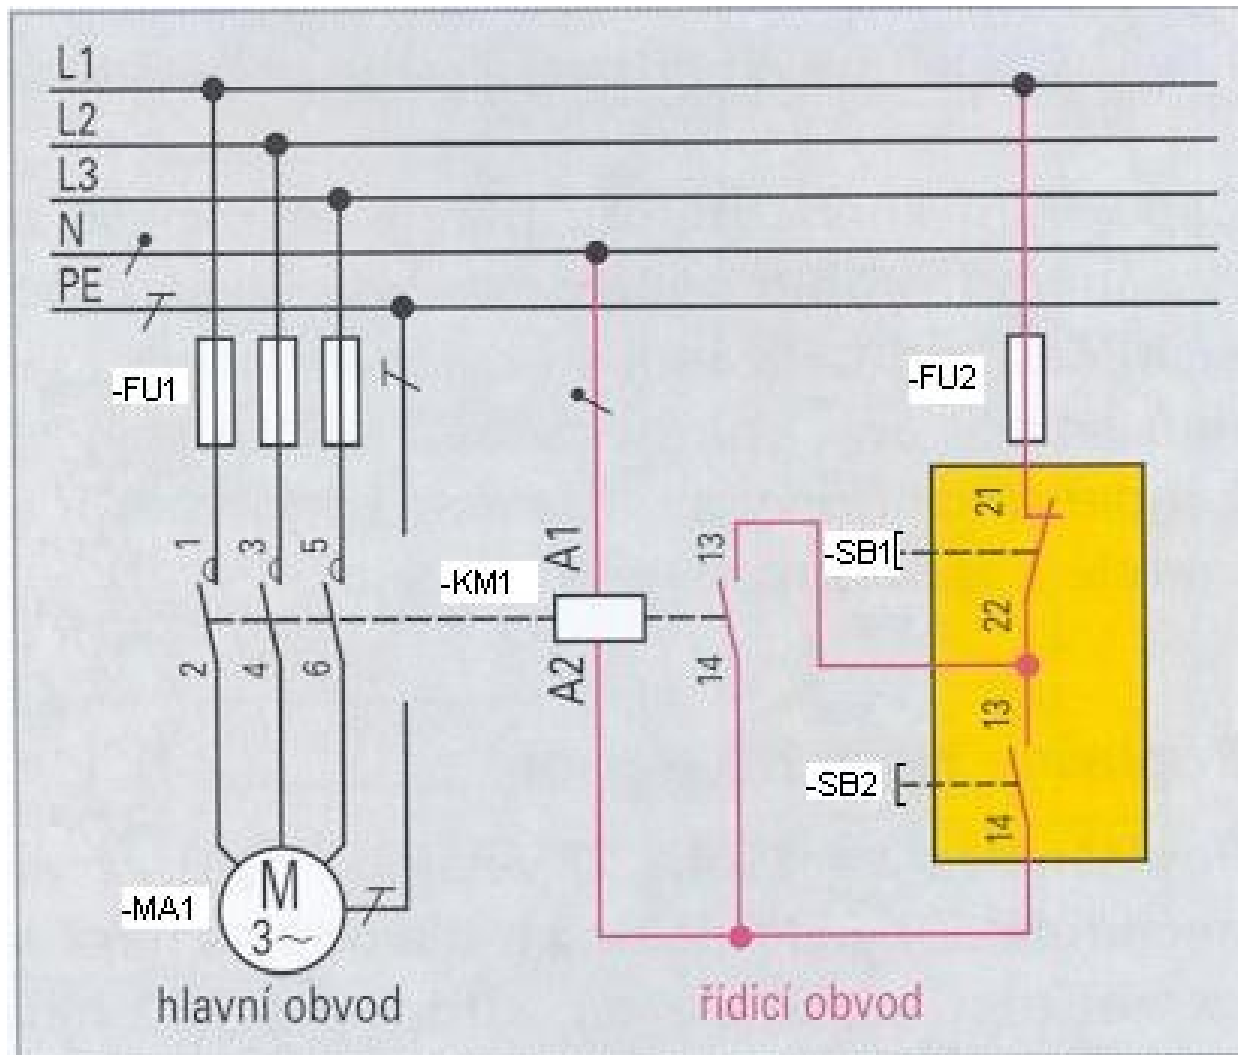 L1
L2
L3
N
PE
-FU1
-FU2
1
3
5
-KM1
A1
13
-SB1
21
22
2
4
6
A2
14
13
-SB2
14
-MA1
M
3~
hlavní obvod
řídicí obvod